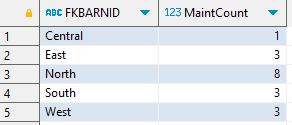 ABC FKBARNID 123 MaintCount
1 Central 1
2 East 3
3 North 8
4 South 3
5 West 3